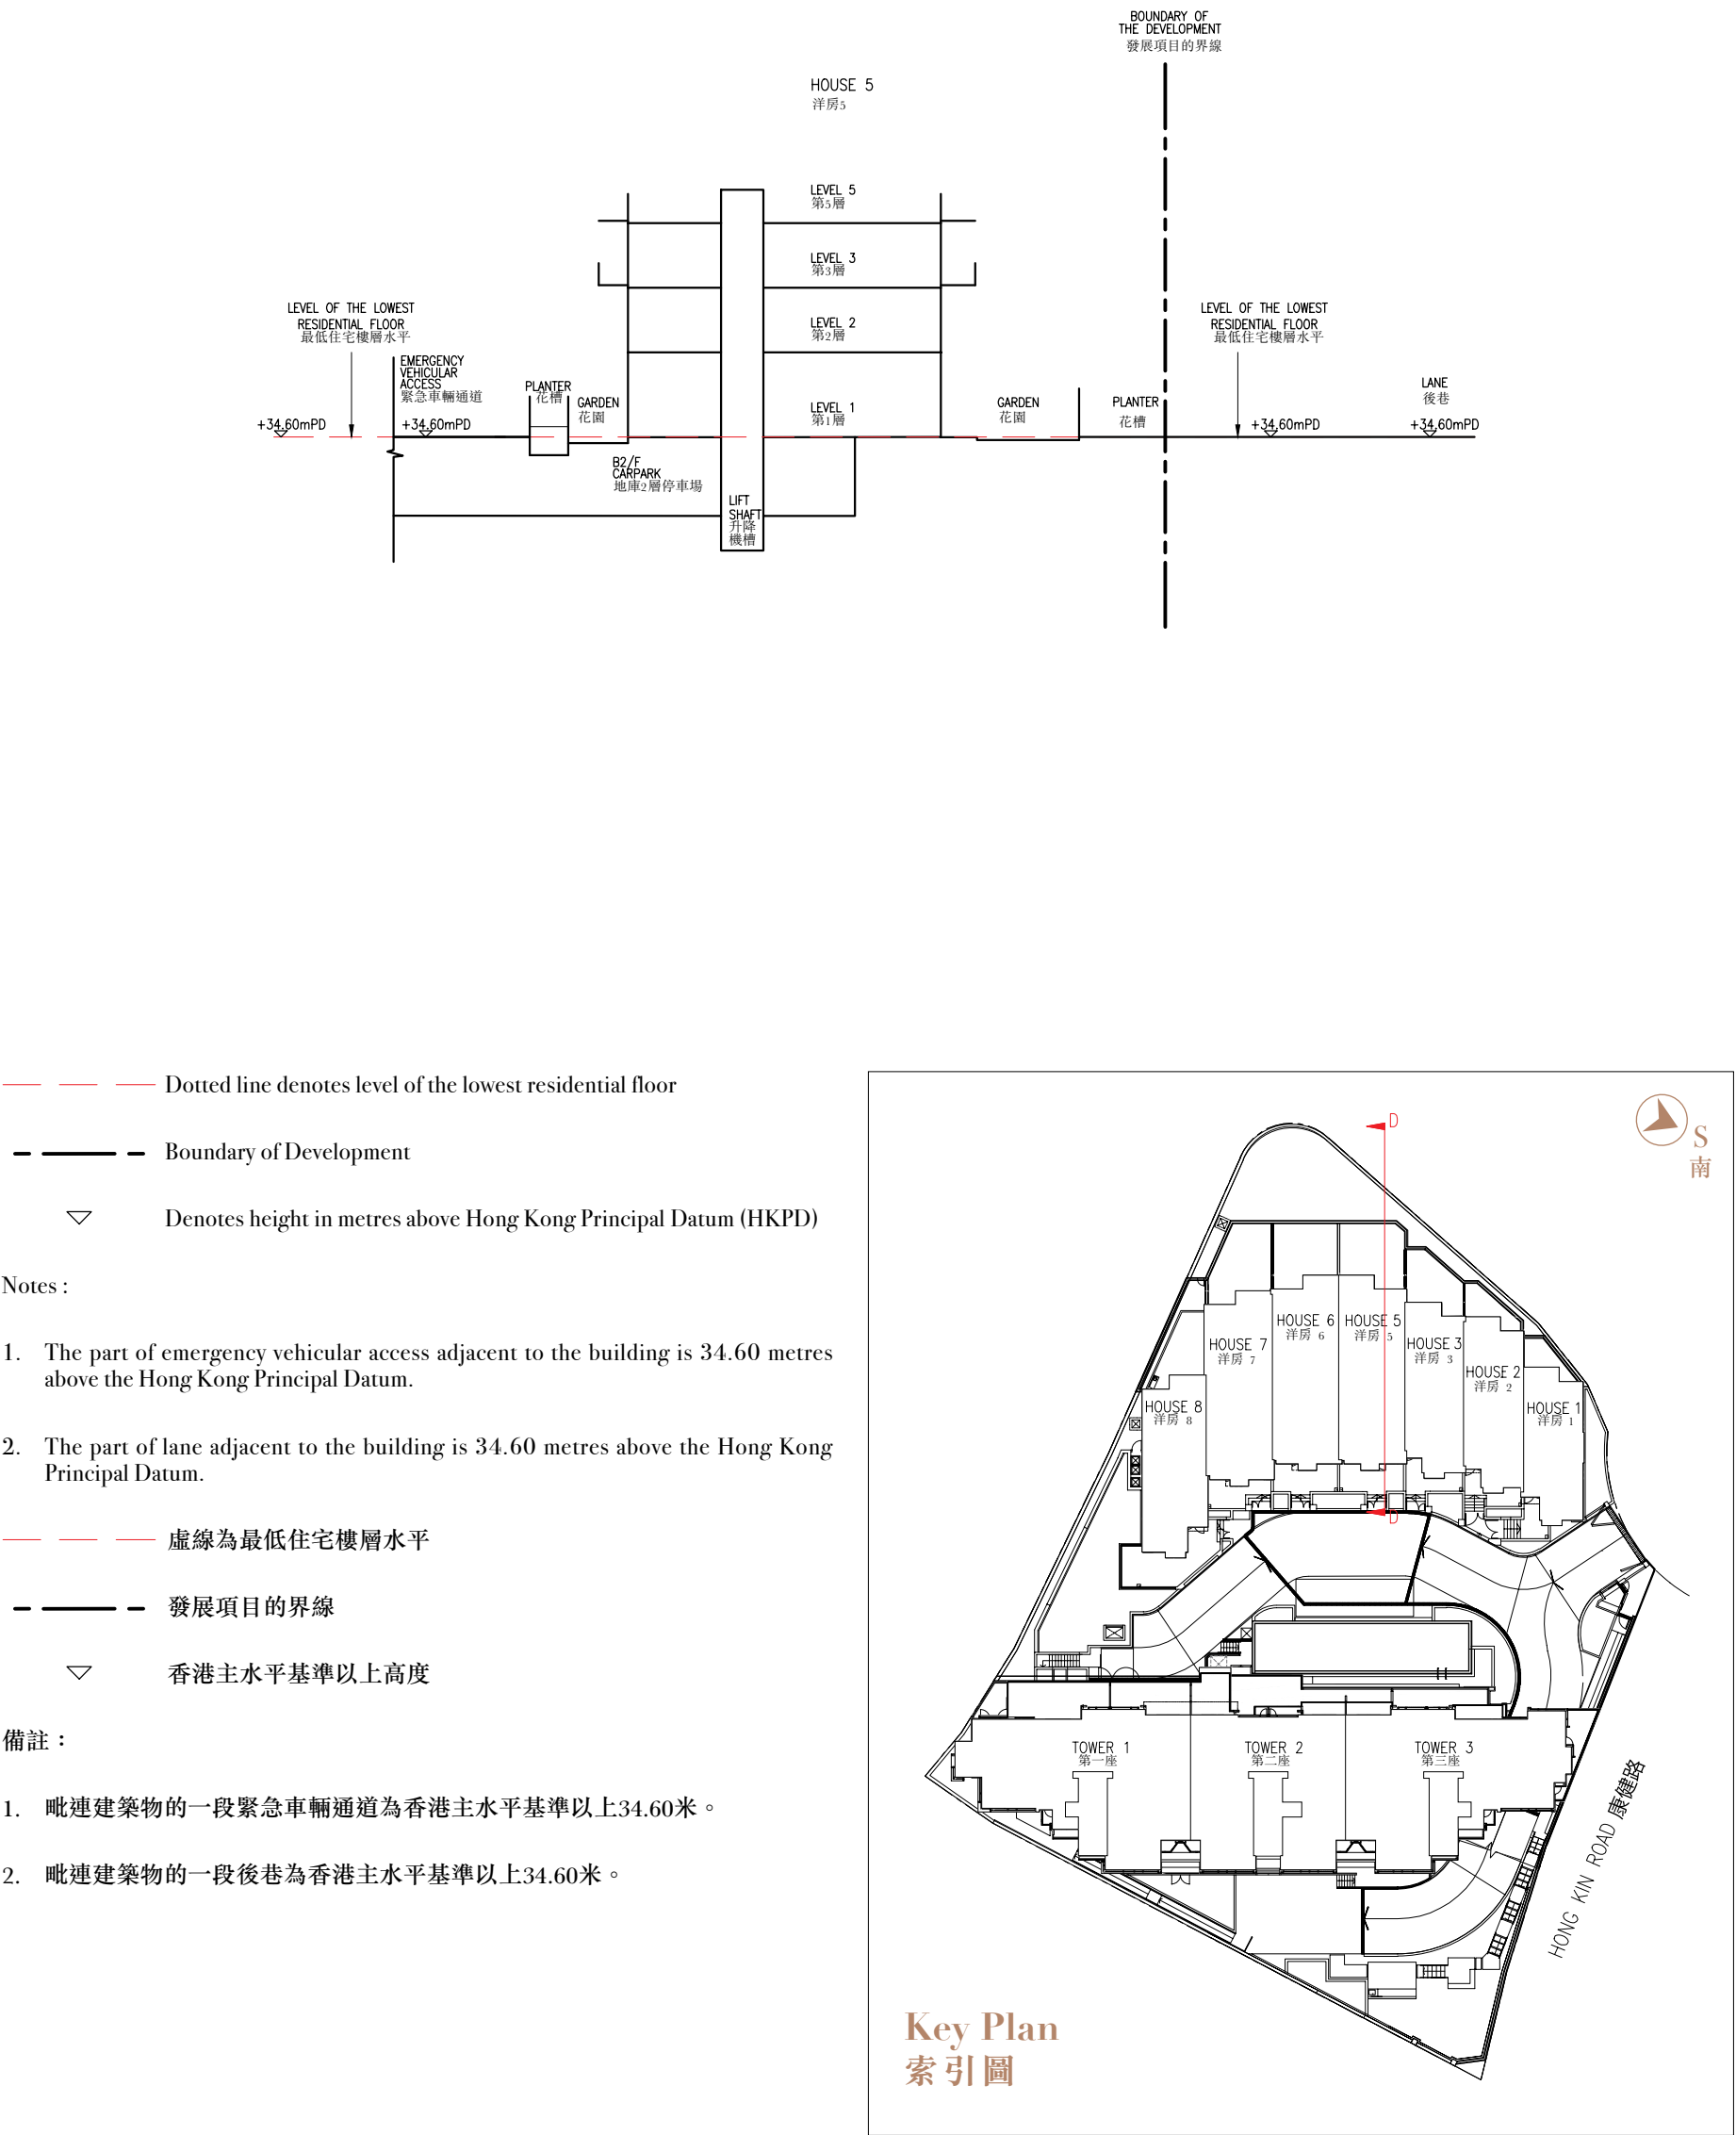 BOUNDARY OF
THE DEVELOPMENT
發展項目的界線
HOUSE 5
洋房5
LEVEL 5
第5層
LEVEL 3
第3層
LEVEL 2
第2層
LEVEL 1
第1層
LEVEL OF THE LOWEST
RESIDENTIAL FLOOR
最低住宅樓層水平
EMERGENCY
VEHICULAR
ACCESS
緊急車輛通道
+34.60mPD
+34.60mPD
PLANTER
花槽
GARDEN
花園
B2/F
CARPARK
地庫2層停車場
LIFT
SHAFT
升降
機槽
GARDEN
花園
PLANTER
花槽
LEVEL OF THE LOWEST
RESIDENTIAL FLOOR
最低住宅樓層水平
+34.60mPD
LANE
後巷
+34.60mPD
Dotted line denotes level of the lowest residential floor
Boundary of Development
Denotes height in metres above Hong Kong Principal Datum (HKPD)
Notes :
1. The part of emergency vehicular access adjacent to the building is 34.60 metres
above the Hong Kong Principal Datum.
2. The part of lane adjacent to the building is 34.60 metres above the Hong Kong
Principal Datum.
虛線為最低住宅樓層水平
發展項目的界線
香港主水平基準以上高度
備註：
1. 毗連建築物的一段緊急車輛通道為香港主水平基準以上34.60米。
2. 毗連建築物的一段後巷為香港主水平基準以上34.60米。
D
S
南
HOUSE 6
洋房 6
HOUSE 5
洋房 5
HOUSE 7
洋房 7
HOUSE 3
洋房 3
HOUSE 2
洋房 2
HOUSE 8
洋房 8
HOUSE 1
洋房 1
D
TOWER 1
第一座
TOWER 2
第二座
TOWER 3
第三座
HONG KIN ROAD 康健路
Key Plan
索引圖